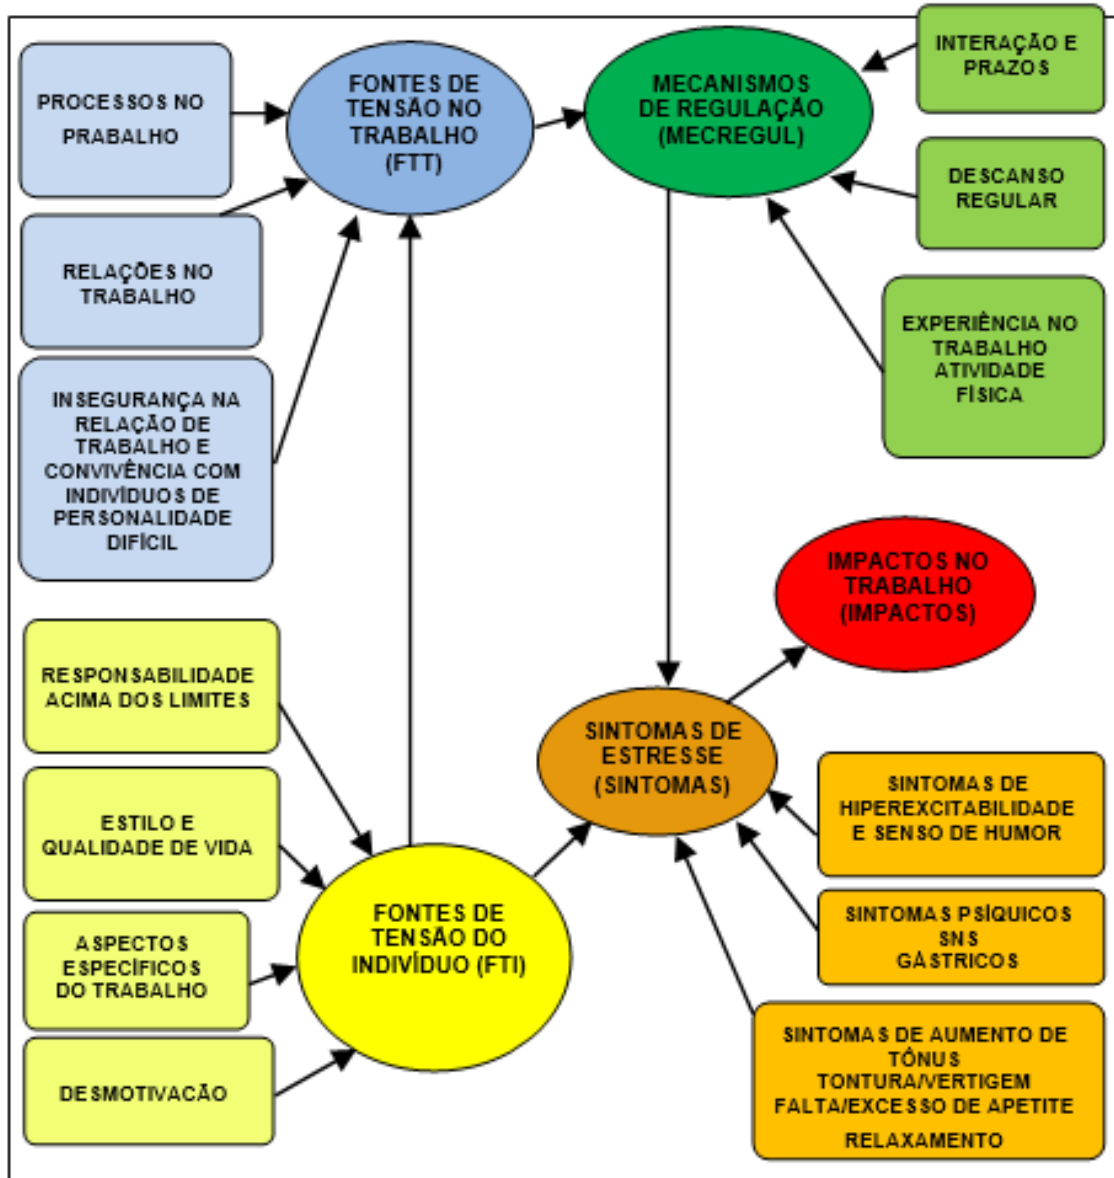 PROCESSOS NO
PRABALHO
FONTES DE
TENSÃO NO
TRABALHO
(FTT)
MECANISMOS
DE REGULAÇÃO
(MECREGUL)
INTERAÇÃO E
PRAZOS
DESCANSO
REGULAR
RELAÇÕES NO
TRABALHO
EXPERIÊNCIA NO
TRABALHO
ATIVIDADE
FÍSICA
INSEGURANÇA NA
RELAÇÃO DE
TRABALHO E
CONVIVÊNCIA COM
INDIVÍDUOS DE
PERSONALIDADE
DIFÍCIL
IMPACTOS NO
TRABALHO
(IMPACTOS)
RESPONSABILIDADE
ACIMA DOS LIMITES
SINTOMAS DE
ESTRESSE
(SINTOMAS)
ESTILO E
QUALIDADE DE VIDA
SINTOMAS DE
HIPEREXCITABILIDADE
E SENSO DE HUMOR
FONTES DE
TENSÃO DO
INDIVÍDUO (FTI)
SINTOMAS PSÍQUICOS
SNS
GÁSTRICOS
ASPECTOS
ESPECÍFICOS
DO TRABALHO
SINTOMAS DE AUMENTO DE
TÔNUS
TONTURA/VERTIGEM
FALTA/EXCESSO DE APETITE
RELAXAMENTO
DESMOTIVACÃO